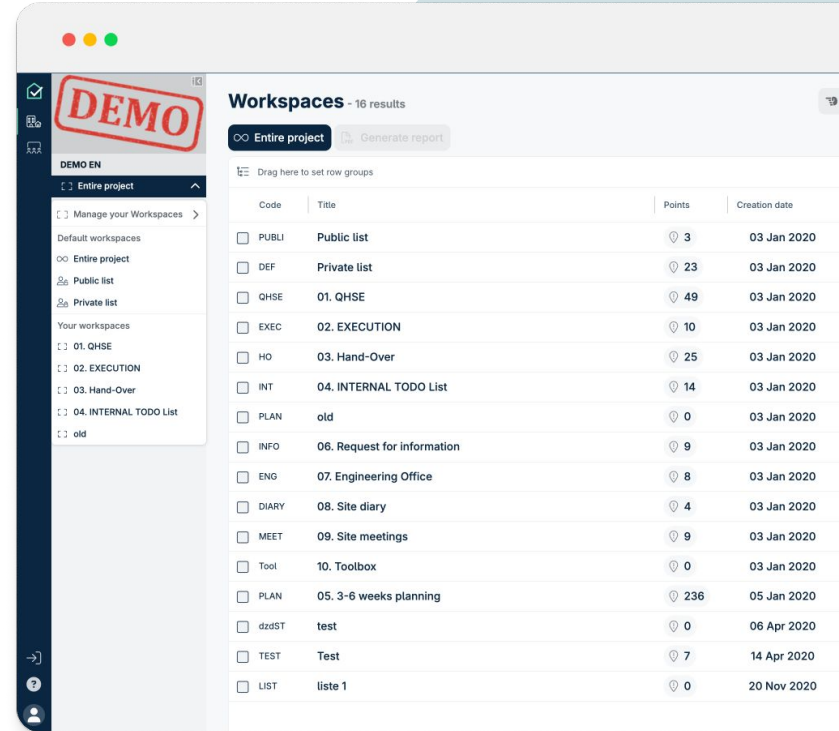 DEMO
DEMO EN
Entire project
Manage your Workspaces
Default workspaces
Entire project
Public list
Private list
Your workspaces
01. QHSE
02. EXECUTION
03. Hand-Over
04. INTERNAL TODO List
old
Workspaces - 16 results
Entire project Generate report
Drag here to set row groups
Code Title Points Creation date
PUBLI Public list 3 03 Jan 2020
DEF Private list 23 03 Jan 2020
QHSE 01. QHSE 49 03 Jan 2020
EXEC 02. EXECUTION 10 03 Jan 2020
HO 03. Hand-Over 25 03 Jan 2020
INT 04. INTERNAL TODO List 14 03 Jan 2020
PLAN old 0 03 Jan 2020
INFO 06. Request for information 9 03 Jan 2020
ENG 07. Engineering Office 8 03 Jan 2020
DIARY 08. Site diary 4 03 Jan 2020
MEET 09. Site meetings 9 03 Jan 2020
Tool 10. Toolbox 0 03 Jan 2020
PLAN 05. 3-6 weeks planning 236 05 Jan 2020
dzdST test 0 06 Apr 2020
TEST Test 7 14 Apr 2020
LIST liste 1 0 20 Nov 2020